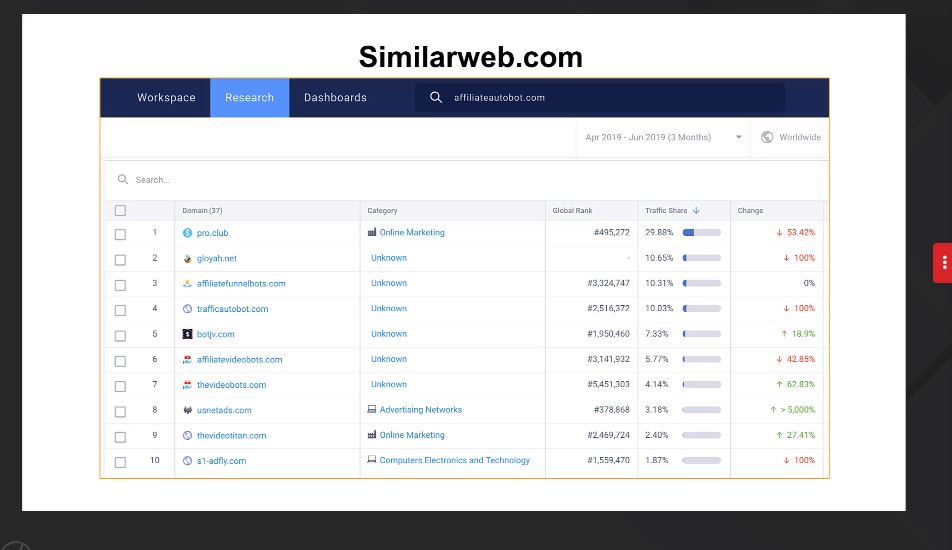 Similarweb.com
Workspace Research Dashboards affiliateautobot.com
Apr 2019 - Jun 2019 (3 Months) Worldwide
Search...
Domain (37) Category Global Rank Traffic Share ↓ Change
1 pro.club Online Marketing #495,272 29.88% ↓ 53.42%
2 gloyah.net Unknown - 10.65% ↓ 100%
3 affiliatefunnelbots.com Unknown #3,324,747 10.31% 0%
4 trafficautobot.com Unknown #2,516,372 10.03% ↓ 100%
5 botjv.com Unknown #1,950,460 7.33% ↑ 18.9%
6 affiliatevideobots.com Unknown #3,141,932 5.77% ↓ 42.85%
7 thevideobots.com Unknown #5,451,303 4.14% ↑ 62.83%
8 usnetads.com Advertising Networks #378,868 3.18% ↑ > 5,000%
9 thevideotitan.com Online Marketing #2,469,724 2.40% ↑ 27.41%
10 s1-adfly.com Computers Electronics and Technology #1,559,470 1.87% ↓ 100%